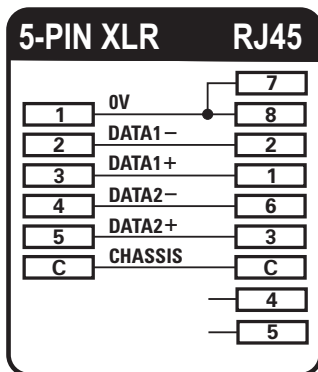 5-PIN XLR RJ45
7
1 0V 8
2 DATA1− 2
3 DATA1+ 1
4 DATA2− 6
5 DATA2+ 3
C CHASSIS C
4
5